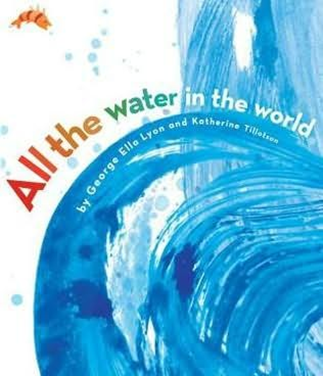 All the water in the world
by George Ella Lyon and Katherine Tillotson